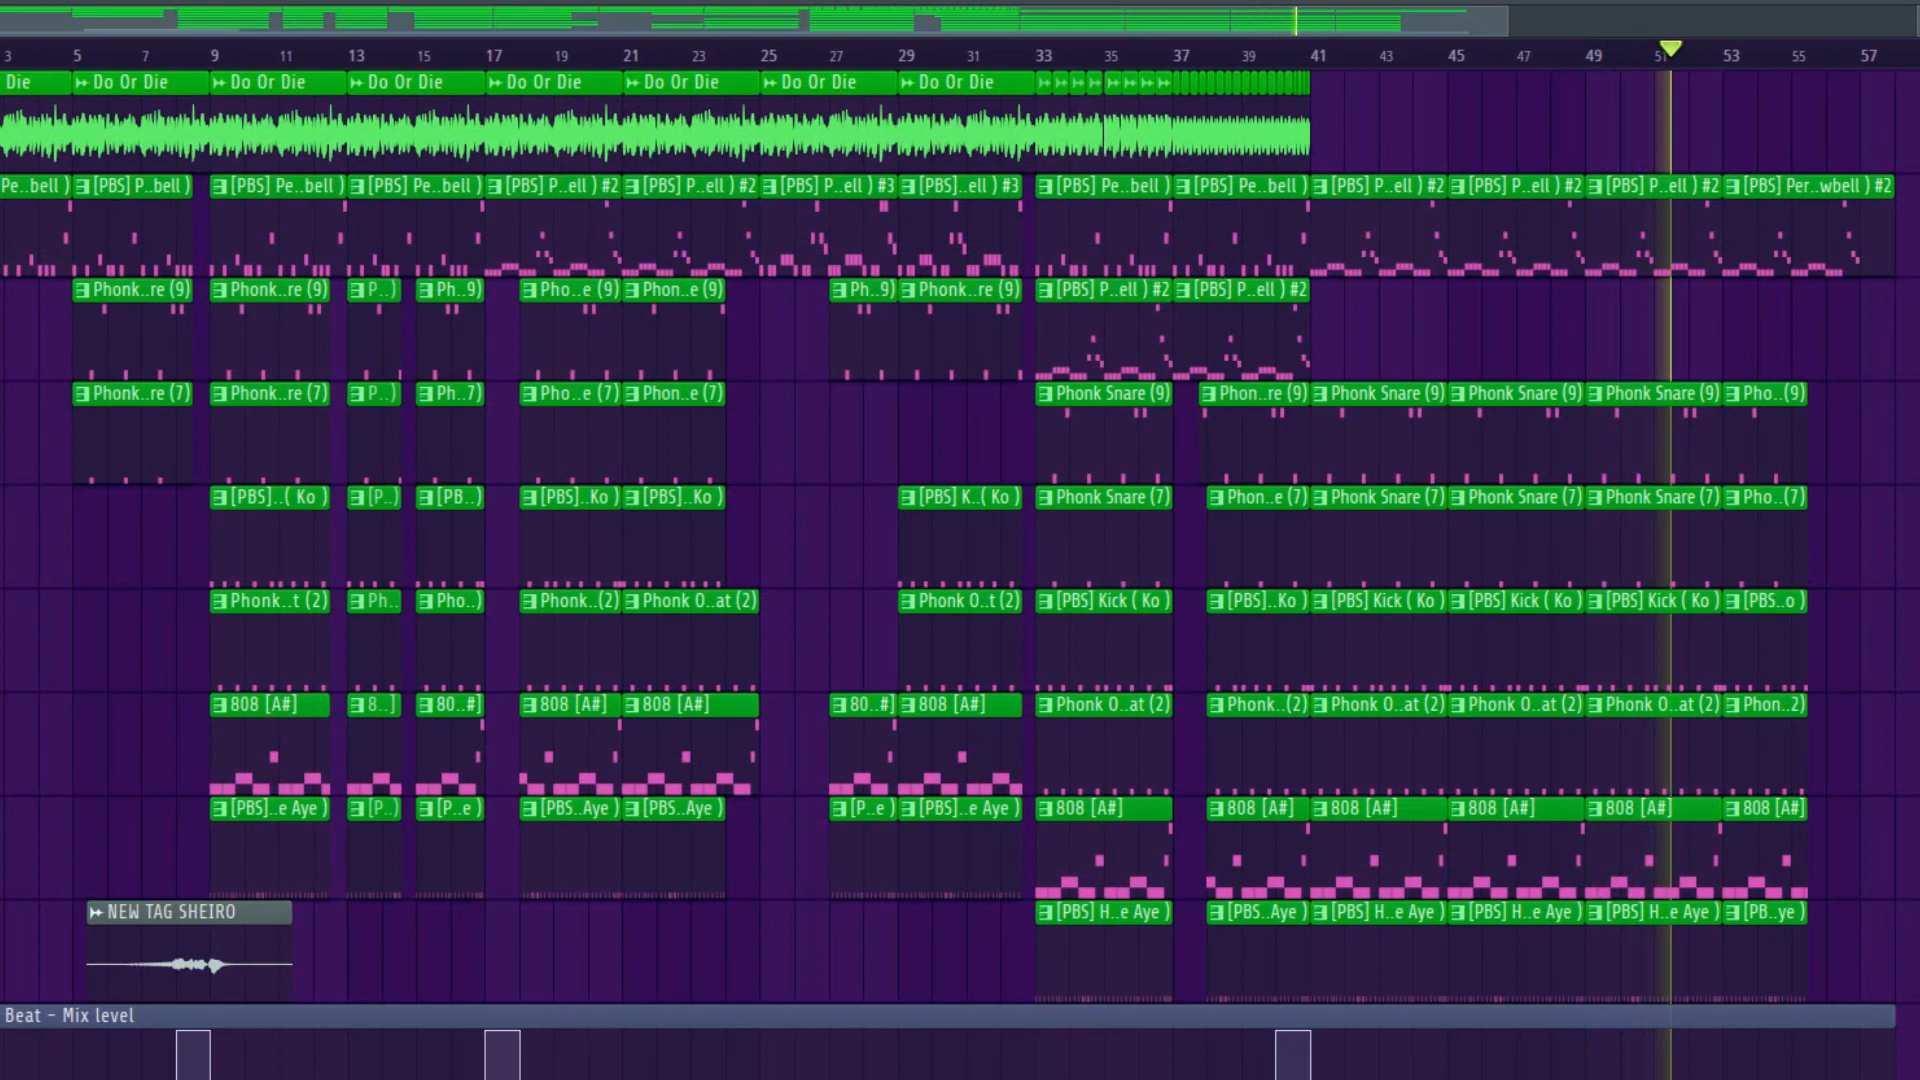 3 5 7 9 11 13 15 17 19 21 23 25 27 29 31 33 35 37 39 41 43 45 47 49 53 55 57
Die Do Or Die Do Or Die Do Or Die Do Or Die Do Or Die Do Or Die Do Or Die
Pe..bell ) [PBS] P..bell ) [PBS] Pe..bell ) [PBS] Pe..bell ) [PBS] P..ell ) #2 [PBS] P..ell ) #2 [PBS] P..ell ) #3 [PBS]..ell ) #3 [PBS] Pe..bell ) [PBS] Pe..bell ) [PBS] P..ell ) #2 [PBS] P..ell ) #2 [PBS] P..ell ) #2 [PBS] Per..wbell ) #2
Phonk..re (9) Phonk..re (9) P..) Ph..9) Pho..e (9) Phon..e (9) Ph..9) Phonk..re (9) [PBS] P..ell ) #2 [PBS] P..ell ) #2
Phonk..re (7) Phonk..re (7) P..) Ph..7) Pho..e (7) Phon..e (7) Phonk Snare (9) Phon..re (9) Phonk Snare (9) Phonk Snare (9) Phonk Snare (9) Pho..(9)
[PBS]..( Ko ) [P..) [PB..) [PBS]..Ko ) [PBS]..Ko ) [PBS] K..( Ko ) Phonk Snare (7) Phon..e (7) Phonk Snare (7) Phonk Snare (7) Phonk Snare (7) Pho..(7)
Phonk..t (2) Ph.. Pho..) Phonk..(2) Phonk O..at (2) Phonk O..t (2) [PBS] Kick ( Ko ) [PBS]..Ko ) [PBS] Kick ( Ko ) [PBS] Kick ( Ko ) [PBS] Kick ( Ko ) [PBS..o )
808 [A#] 8..] 80..#] 808 [A#] 808 [A#] 80..#] 808 [A#] Phonk O..at (2) Phonk..(2) Phonk O..at (2) Phonk O..at (2) Phonk O..at (2) Phon..2)
[PBS]..e Aye ) [P..) [P..e ) [PBS..Aye ) [PBS..Aye ) [P..e ) [PBS]..e Aye ) 808 [A#] 808 [A#] 808 [A#] 808 [A#] 808 [A#] 808 [A#]
NEW TAG SHEIRO [PBS] H..e Aye ) [PBS..Aye ) [PBS] H..e Aye ) [PBS] H..e Aye ) [PBS] H..e Aye ) [PB..ye )
Beat - Mix level